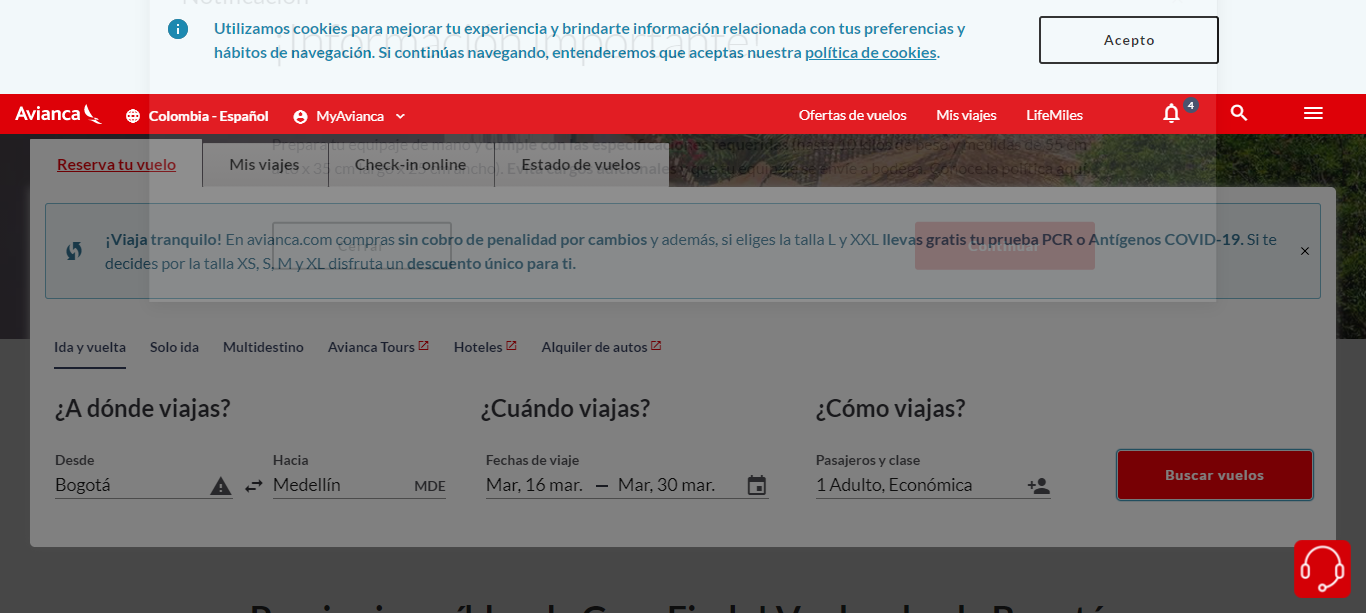 Notificación
Utilizamos cookies para mejorar tu experiencia y brindarte información relacionada con tus preferencias y
hábitos de navegación. Si continúas navegando, entenderemos que aceptas nuestra política de cookies.
Acepto
¡Información importante!
Avianca
Colombia - Español
MyAvianca
Ofertas de vuelos
Mis viajes
LifeMiles
4
Reserva tu vuelo
Mis viajes
Check-in online
Estado de vuelos
¡Viaja tranquilo! En avianca.com compras sin cobro de penalidad por cambios y además, si eliges la talla L y XXL llevas gratis tu prueba PCR o Antígenos COVID-19. Si te
decides por la talla XS, S, M y XL disfruta un descuento único para ti.
Cerrar
Continuar
Ida y vuelta
Solo ida
Multidestino
Avianca Tours
Hoteles
Alquiler de autos
¿A dónde viajas?
¿Cuándo viajas?
¿Cómo viajas?
Desde
Hacia
Fechas de viaje
Pasajeros y clase
Bogotá
Medellín
MDE
Mar, 16 mar. — Mar, 30 mar.
1 Adulto, Económica
Buscar vuelos